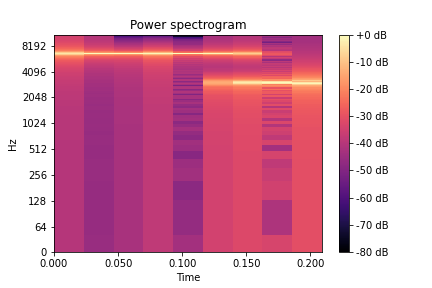 Power spectrogram
8192
4096
2048
1024
512
256
128
64
0
Hz
0.000 0.050 0.100 0.150 0.200
Time
+0 dB
-10 dB
-20 dB
-30 dB
-40 dB
-50 dB
-60 dB
-70 dB
-80 dB